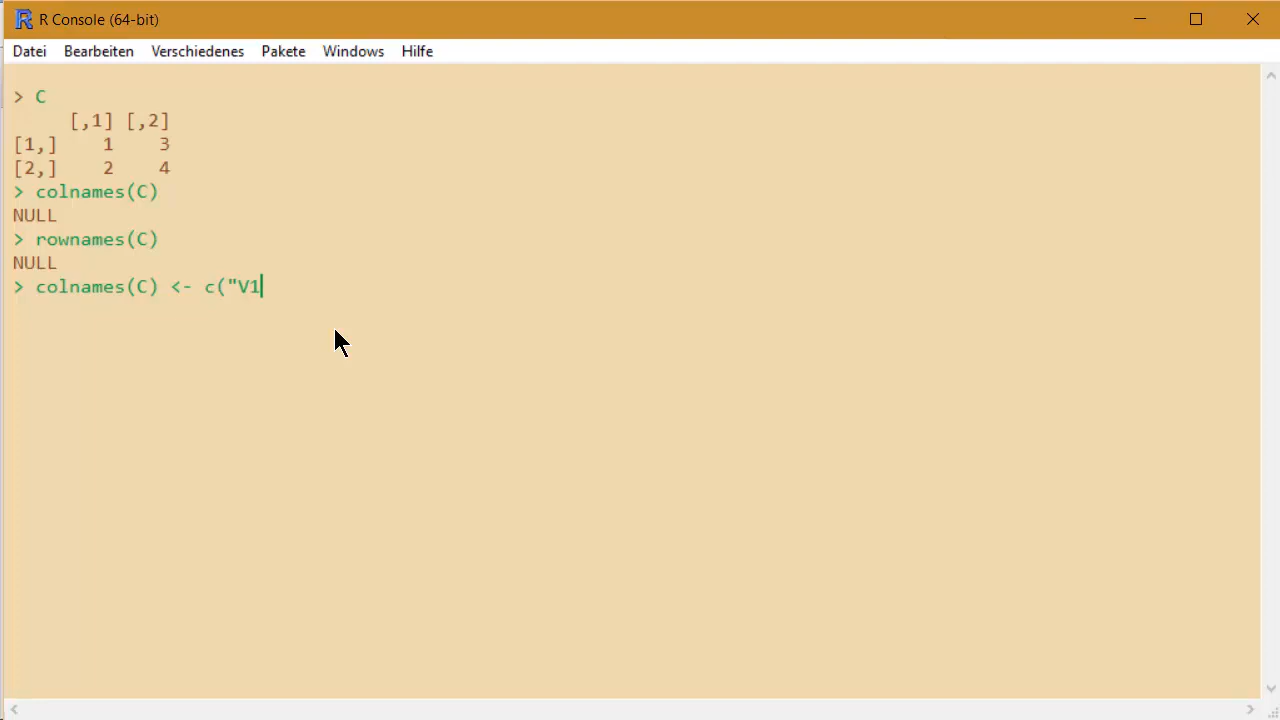 R Console (64-bit)
Datei Bearbeiten Verschiedenes Pakete Windows Hilfe
> C
     [,1] [,2]
[1,]    1    3
[2,]    2    4
> colnames(C)
NULL
> rownames(C)
NULL
> colnames(C) <- c("V1